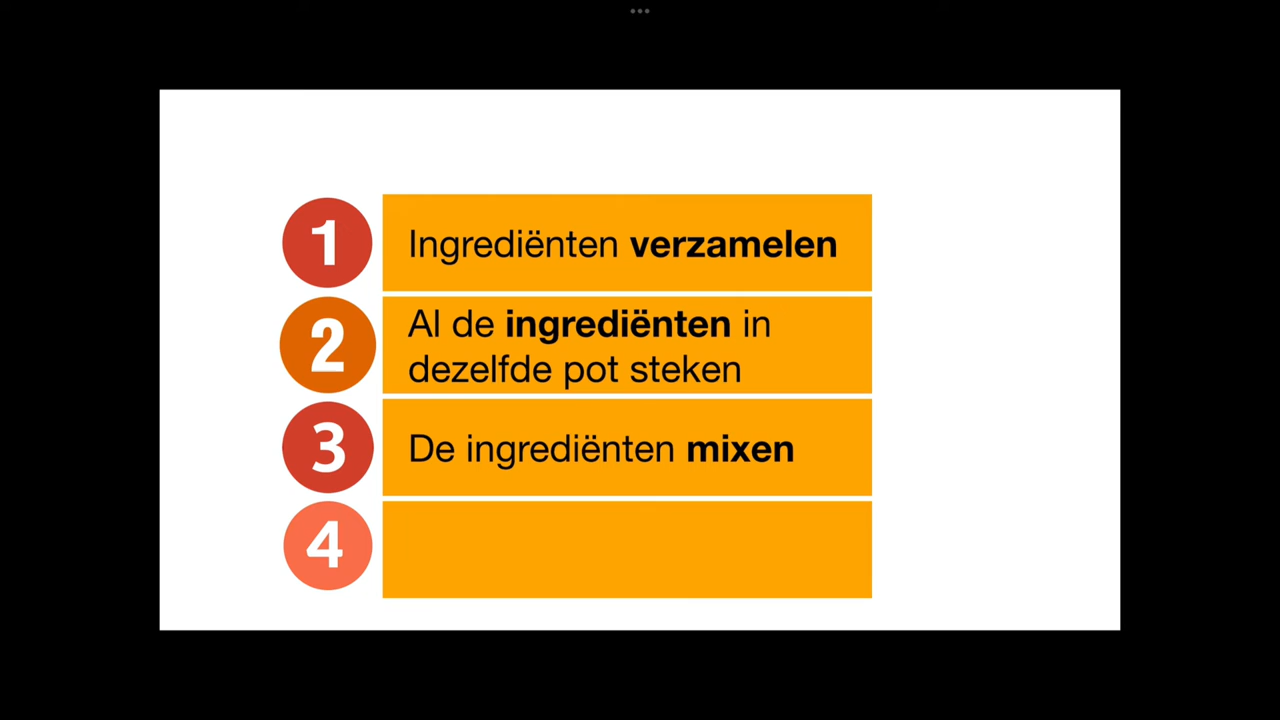 1
Ingrediënten verzamelen
2
Al de ingrediënten in
dezelfde pot steken
3
De ingrediënten mixen
4